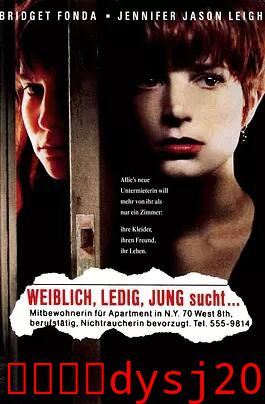 BRIDGET FONDA ▪ JENNIFER JASON LEIGH
Allie's neue
Untermieterin will
mehr von ihr als
nur ein Zimmer:
ihre Kleider,
ihren Freund,
ihr Leben.
WEIBLICH, LEDIG, JUNG sucht...
Mitbewohnerin für Apartment in N.Y. 70 West 8th,
berufstätig, Nichtraucherin bevorzugt. Tel. 555-9814
dysj20